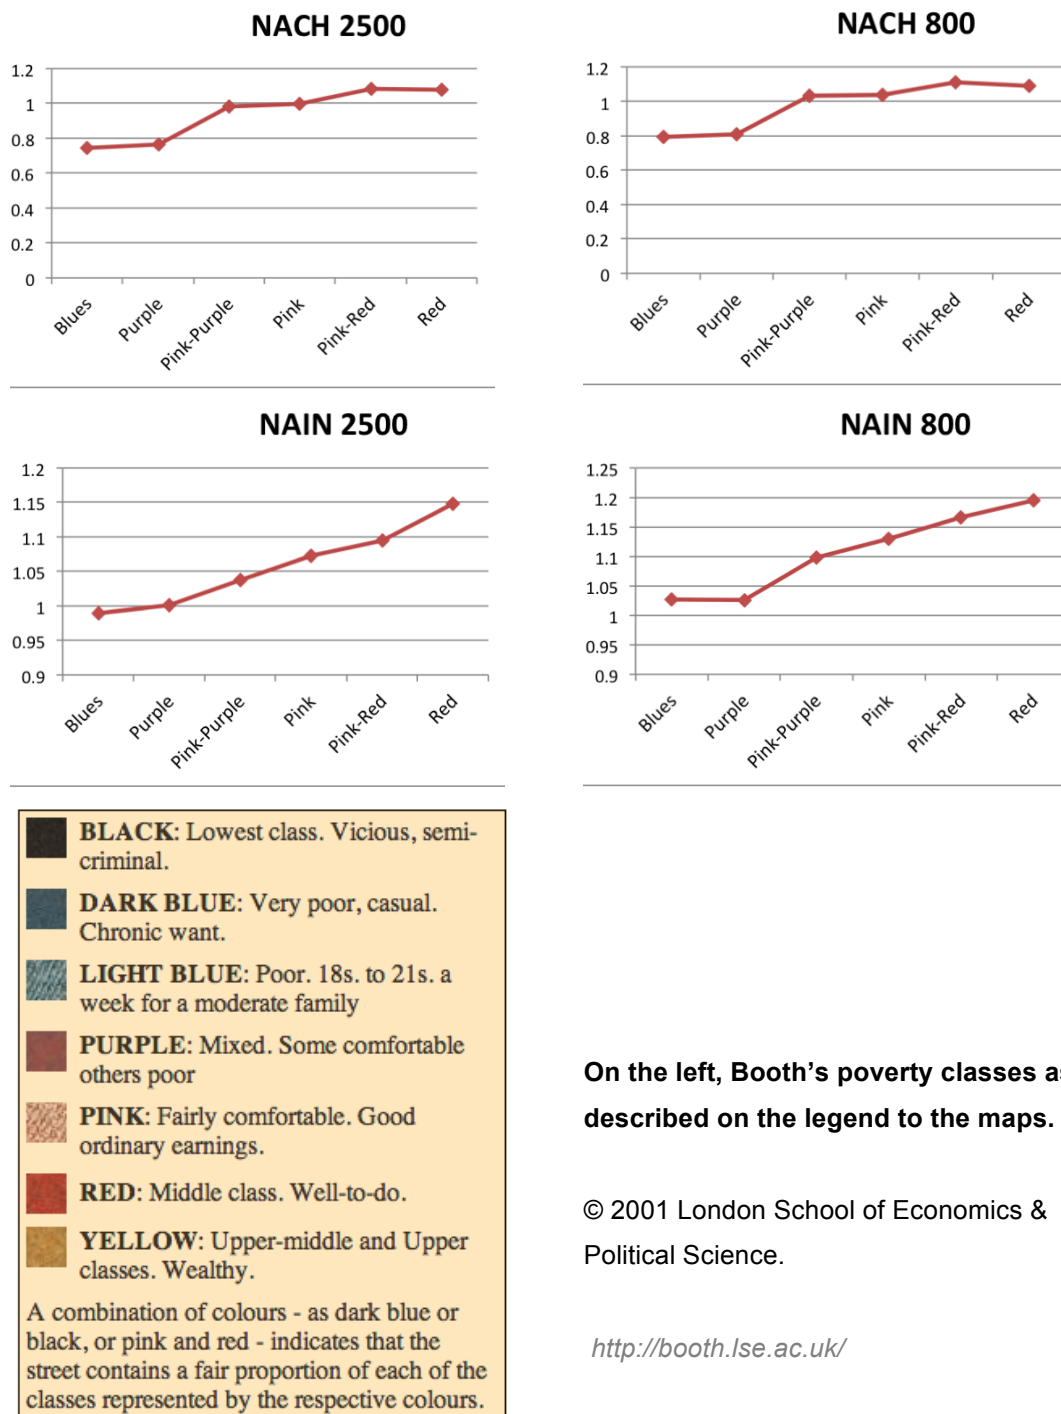 NACH 2500
1.2
1
0.8
0.6
0.4
0.2
0
Blues
Purple
Pink-Purple
Pink
Pink-Red
Red
NACH 800
1.2
1
0.8
0.6
0.4
0.2
0
Blues
Purple
Pink-Purple
Pink
Pink-Red
Red
NAIN 2500
1.2
1.15
1.1
1.05
1
0.95
0.9
Blues
Purple
Pink-Purple
Pink
Pink-Red
Red
NAIN 800
1.25
1.2
1.15
1.1
1.05
1
0.95
0.9
Blues
Purple
Pink-Purple
Pink
Pink-Red
Red
BLACK: Lowest class. Vicious, semi-
criminal.
DARK BLUE: Very poor, casual.
Chronic want.
LIGHT BLUE: Poor. 18s. to 21s. a
week for a moderate family
PURPLE: Mixed. Some comfortable
others poor
PINK: Fairly comfortable. Good
ordinary earnings.
RED: Middle class. Well-to-do.
YELLOW: Upper-middle and Upper
classes. Wealthy.
A combination of colours - as dark blue or
black, or pink and red - indicates that the
street contains a fair proportion of each of the
classes represented by the respective colours.
On the left, Booth's poverty classes as
described on the legend to the maps.
© 2001 London School of Economics &
Political Science.
http://booth.lse.ac.uk/